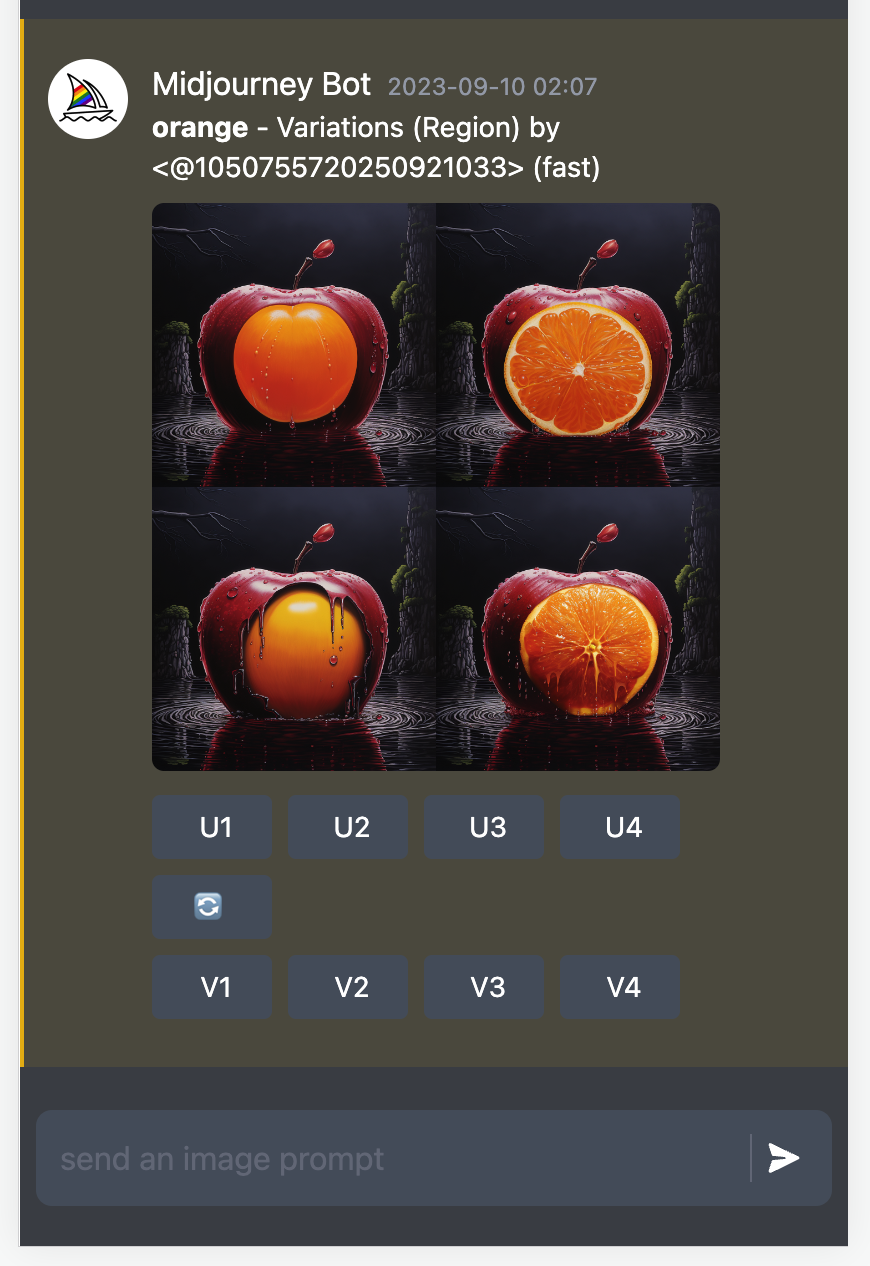 Midjourney Bot 2023-09-10 02:07
orange - Variations (Region) by
<@1050755720250921033> (fast)
U1 U2 U3 U4
V1 V2 V3 V4
send an image prompt